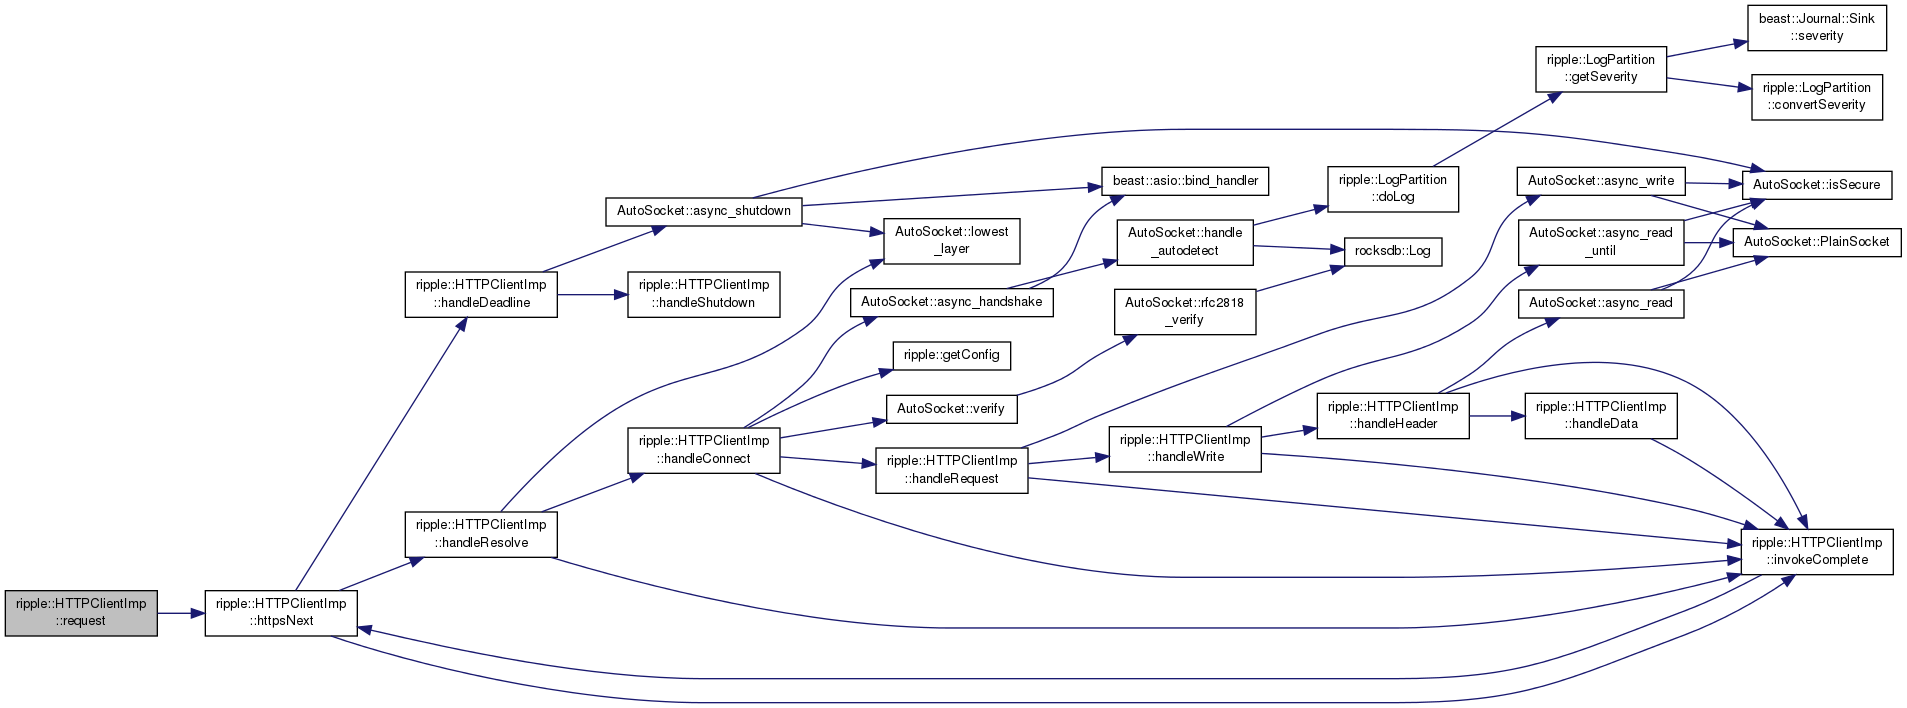 beast::Journal::Sink
::severity
ripple::LogPartition
::getSeverity
ripple::LogPartition
::convertSeverity
AutoSocket::async_shutdown
beast::asio::bind_handler
ripple::LogPartition
::doLog
AutoSocket::async_write
AutoSocket::isSecure
AutoSocket::lowest
_layer
AutoSocket::handle
_autodetect
rocksdb::Log
AutoSocket::async_read
_until
AutoSocket::PlainSocket
ripple::HTTPClientImp
::handleDeadline
ripple::HTTPClientImp
::handleShutdown
AutoSocket::async_handshake
AutoSocket::rfc2818
_verify
AutoSocket::async_read
ripple::getConfig
AutoSocket::verify
ripple::HTTPClientImp
::handleHeader
ripple::HTTPClientImp
::handleData
ripple::HTTPClientImp
::handleConnect
ripple::HTTPClientImp
::handleRequest
ripple::HTTPClientImp
::handleWrite
ripple::HTTPClientImp
::handleResolve
ripple::HTTPClientImp
::invokeComplete
ripple::HTTPClientImp
::request
ripple::HTTPClientImp
::httpsNext